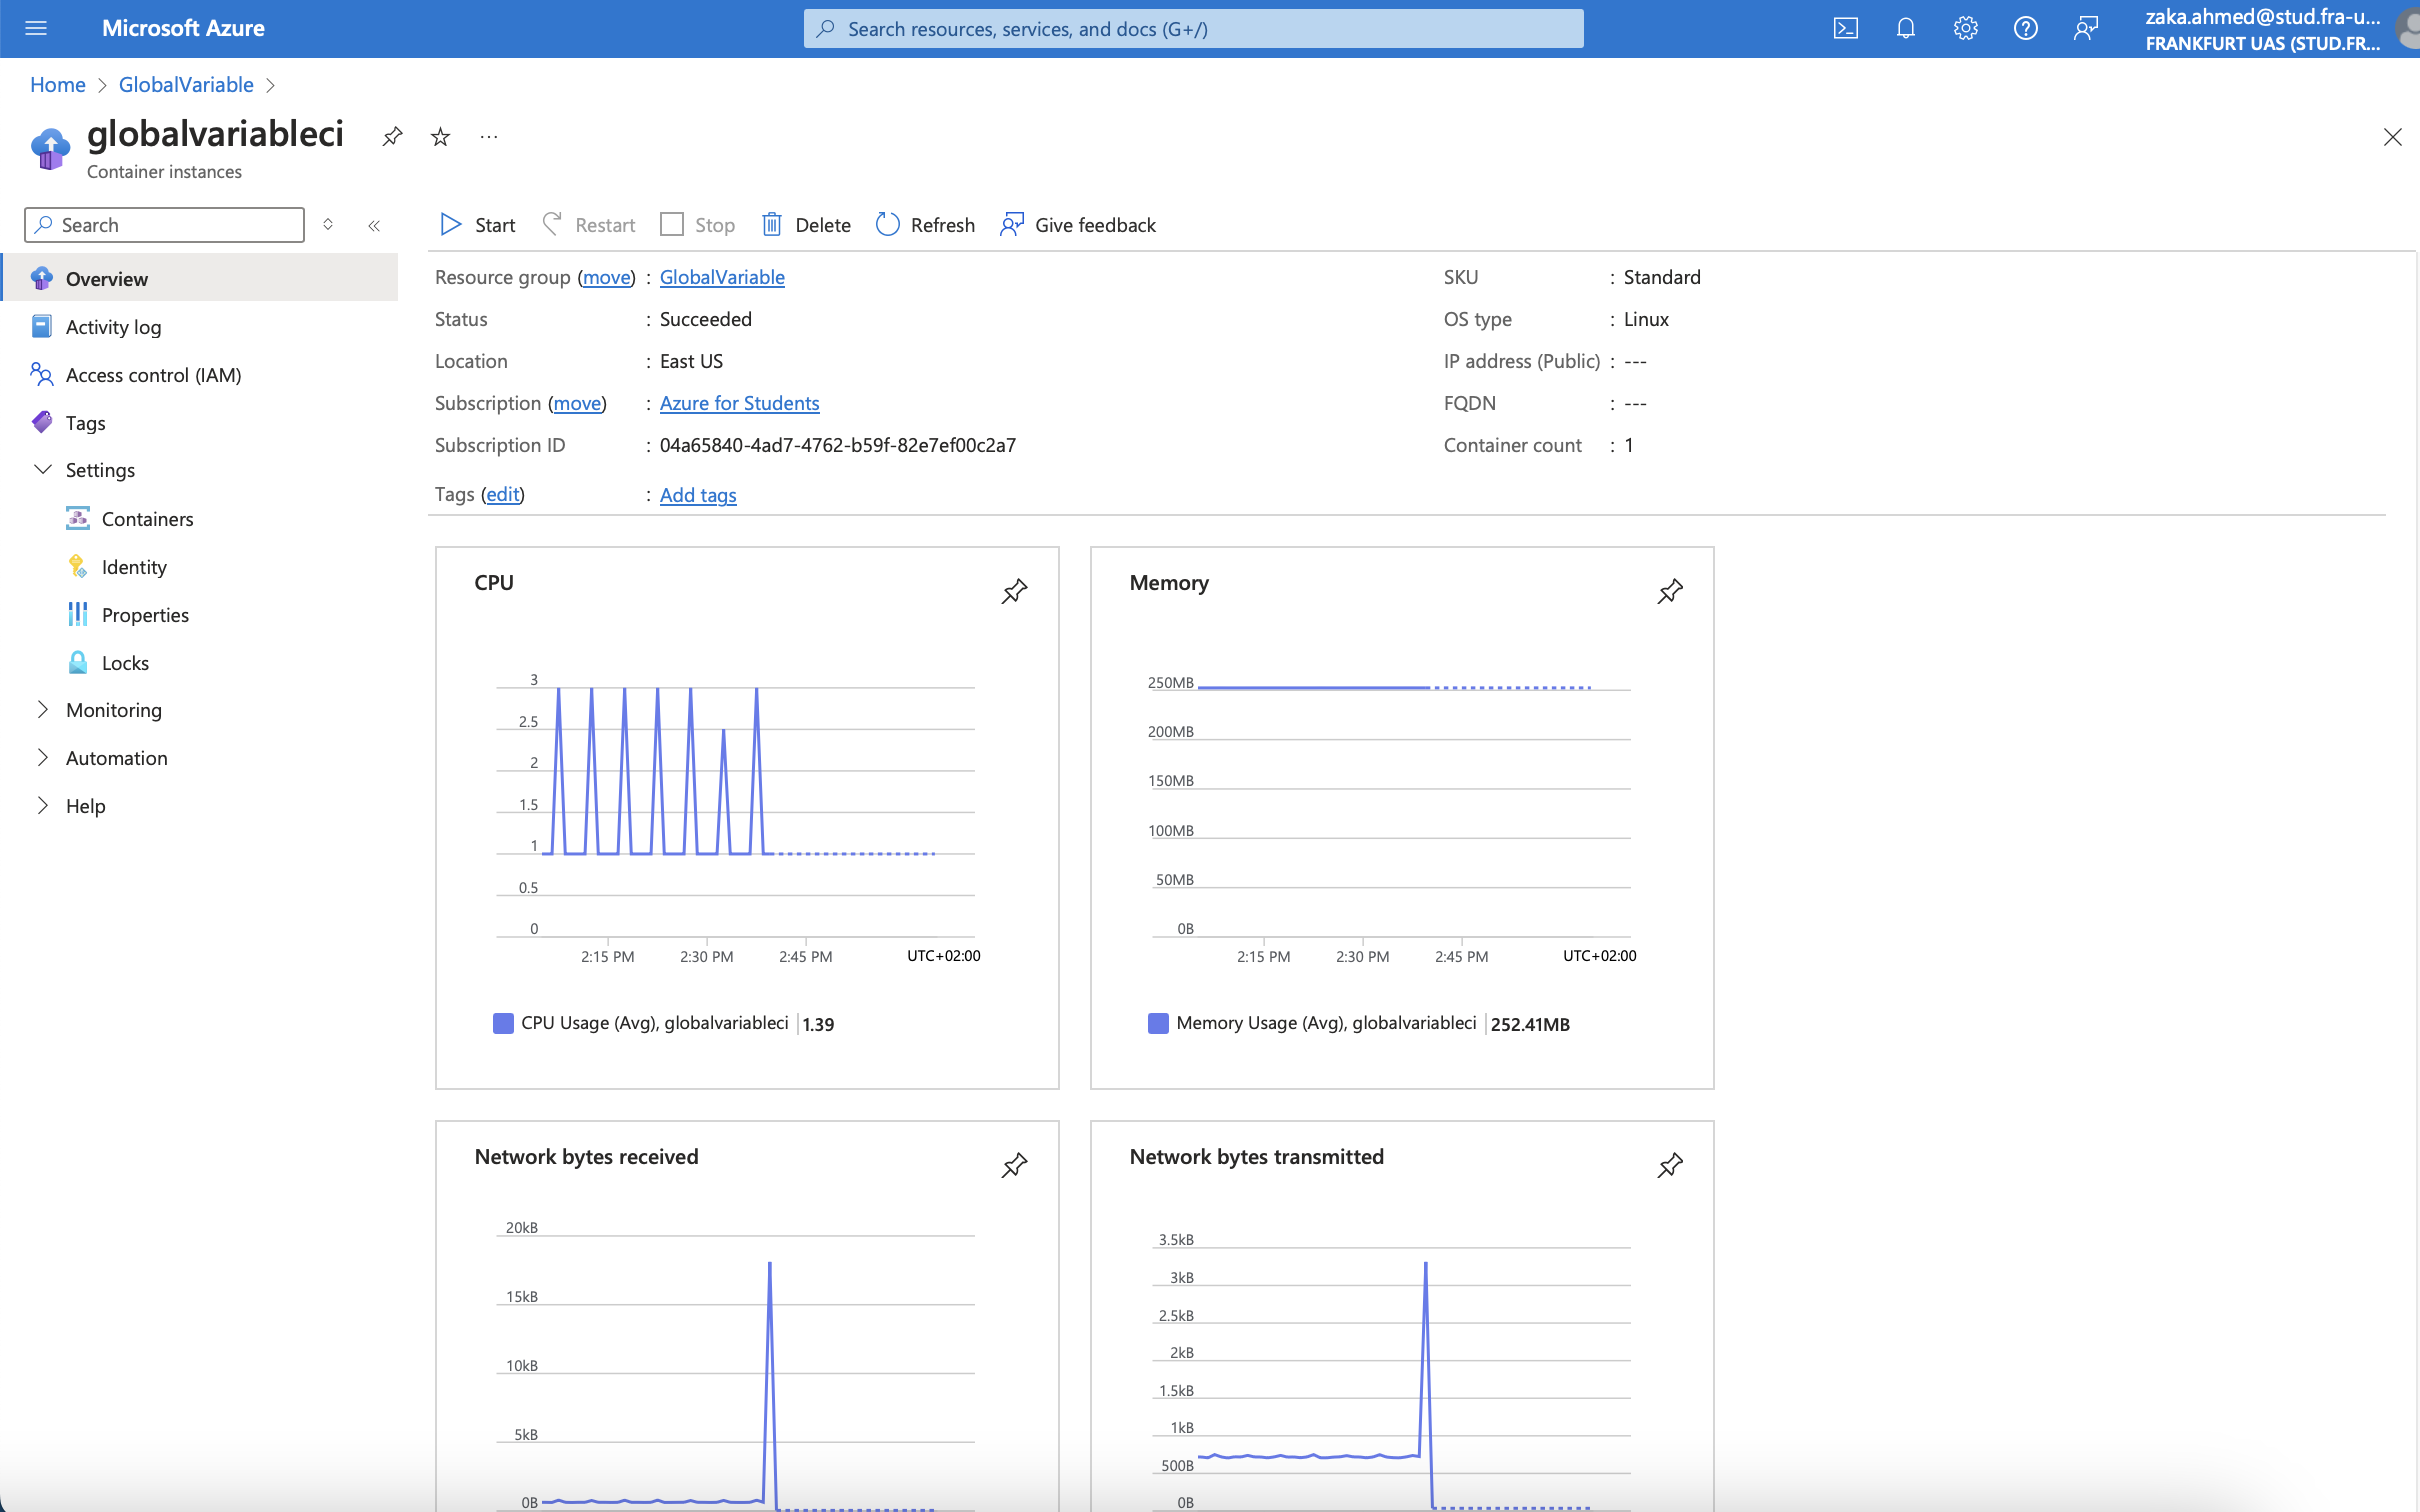 Microsoft Azure
Search resources, services, and docs (G+/)
zaka.ahmed@stud.fra-u...
FRANKFURT UAS (STUD.FR...
Home > GlobalVariable >
globalvariableci
Container instances
Search
Start Restart Stop Delete Refresh Give feedback
Overview
Activity log
Access control (IAM)
Tags
Settings
Containers
Identity
Properties
Locks
Monitoring
Automation
Help
Resource group (move) : GlobalVariable
Status : Succeeded
Location : East US
Subscription (move) : Azure for Students
Subscription ID : 04a65840-4ad7-4762-b59f-82e7ef00c2a7
Tags (edit) : Add tags
SKU : Standard
OS type : Linux
IP address (Public) : ---
FQDN : ---
Container count : 1
CPU
3
2.5
2
1.5
1
0.5
0
2:15 PM 2:30 PM 2:45 PM UTC+02:00
CPU Usage (Avg), globalvariableci 1.39
Memory
250MB
200MB
150MB
100MB
50MB
0B
2:15 PM 2:30 PM 2:45 PM UTC+02:00
Memory Usage (Avg), globalvariableci 252.41MB
Network bytes received
20kB
15kB
10kB
5kB
0B
Network bytes transmitted
3.5kB
3kB
2.5kB
2kB
1.5kB
1kB
500B
0B